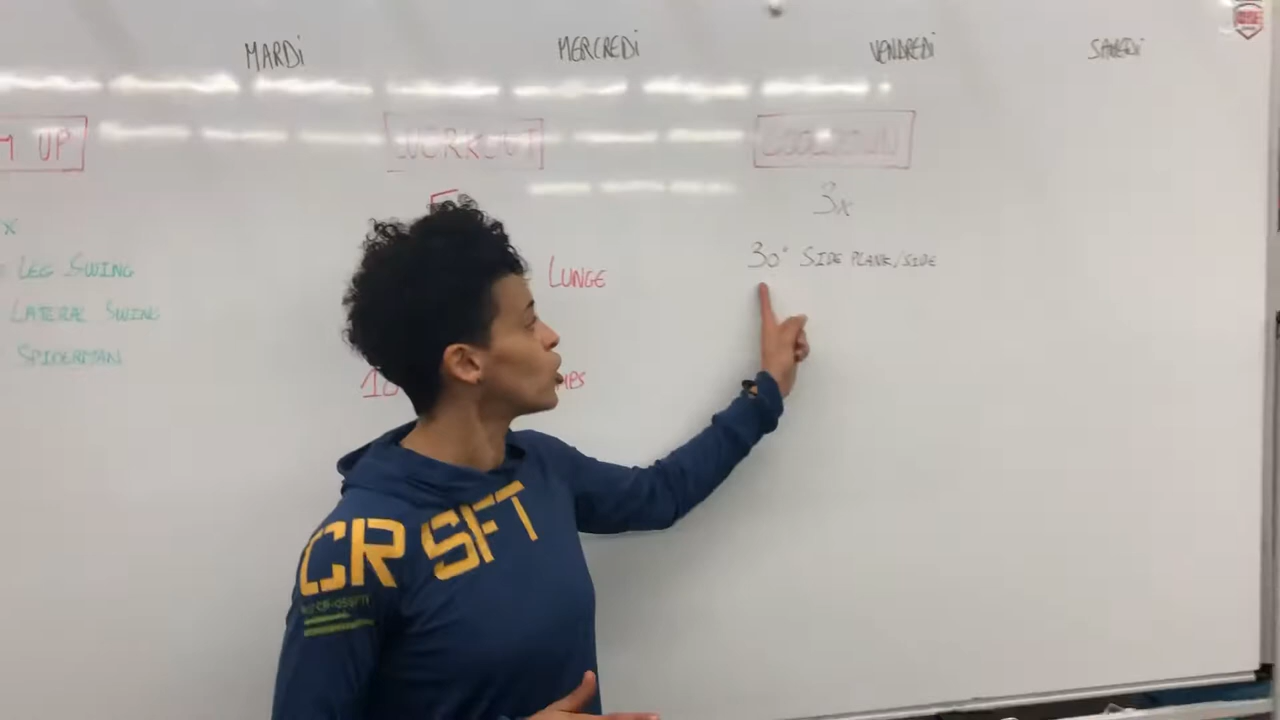 MARDI MERCREDI VENDREDI SAMEDI
UP WORKOUT COOLDOWN
3x
x
LEG SWING LUNGE 30" SIDE PLANK/SIDE
LATERAL SWING
SPIDERMAN
10
CR SFT